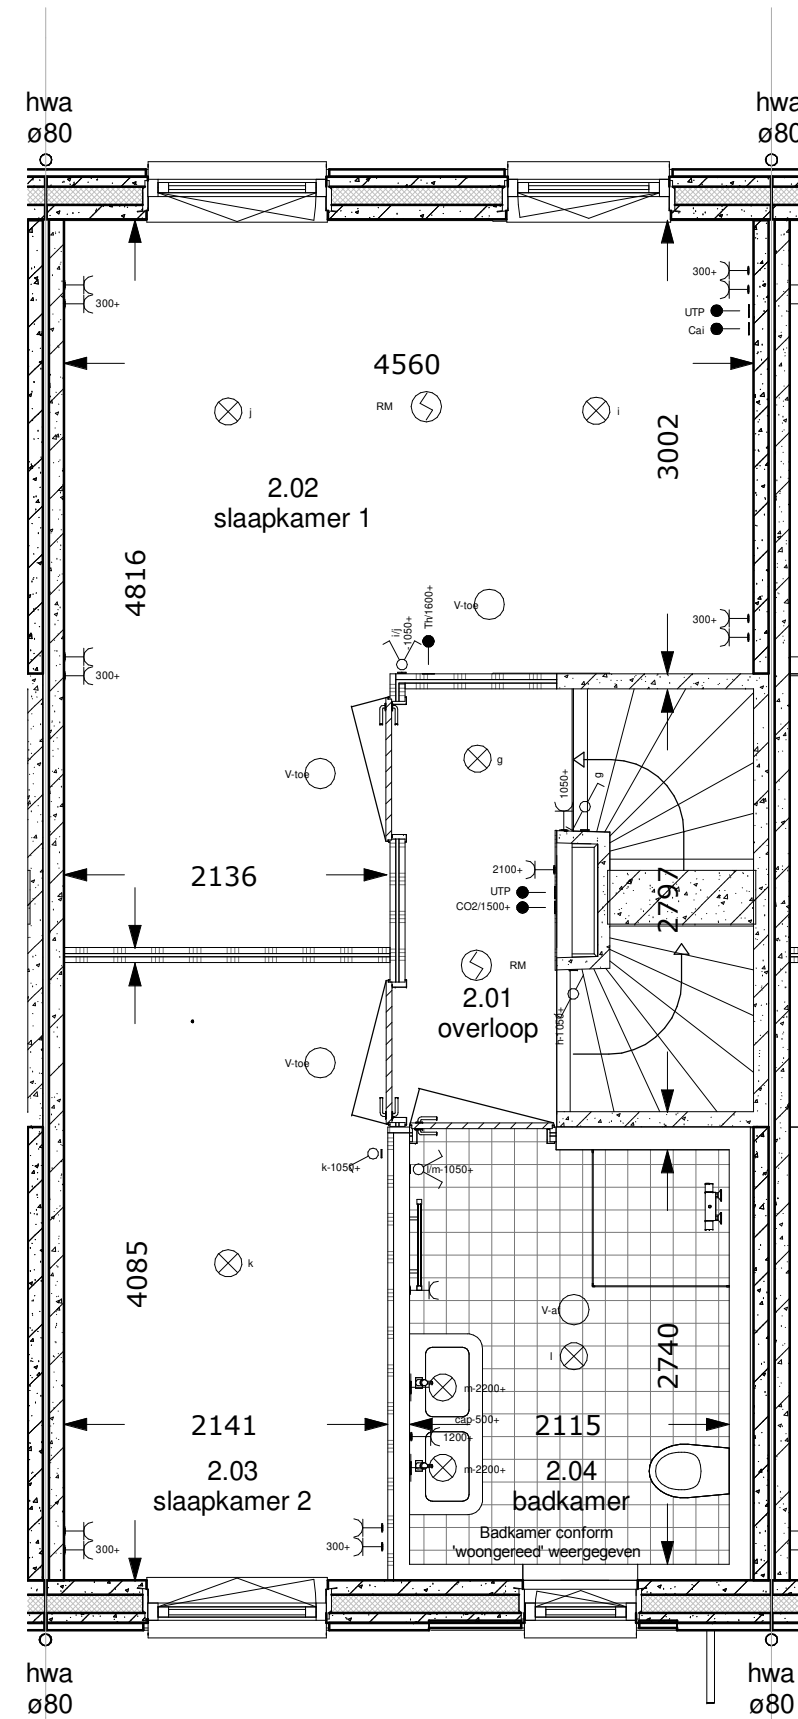 hwa
ø80
hwa
ø80
300+
300+
UTP
Cai
4560
j
RM
i
3002
2.02
slaapkamer 1
4816
i/j
-1050+
Th/1600+
V-toe
300+
300+
g
V-toe
1050+
g
2136
2100+
UTP
CO2/1500+
2797
RM
2.01
overloop
h-1050+
V-toe
k-1050+
l/m-1050+
4085
k
V-af
l
2740
m-2200+
cap-500+
1200+
m-2200+
2141
2115
2.03
slaapkamer 2
2.04
badkamer
Badkamer conform
'woongereed' weergegeven
300+
300+
hwa
ø80
hwa
ø80